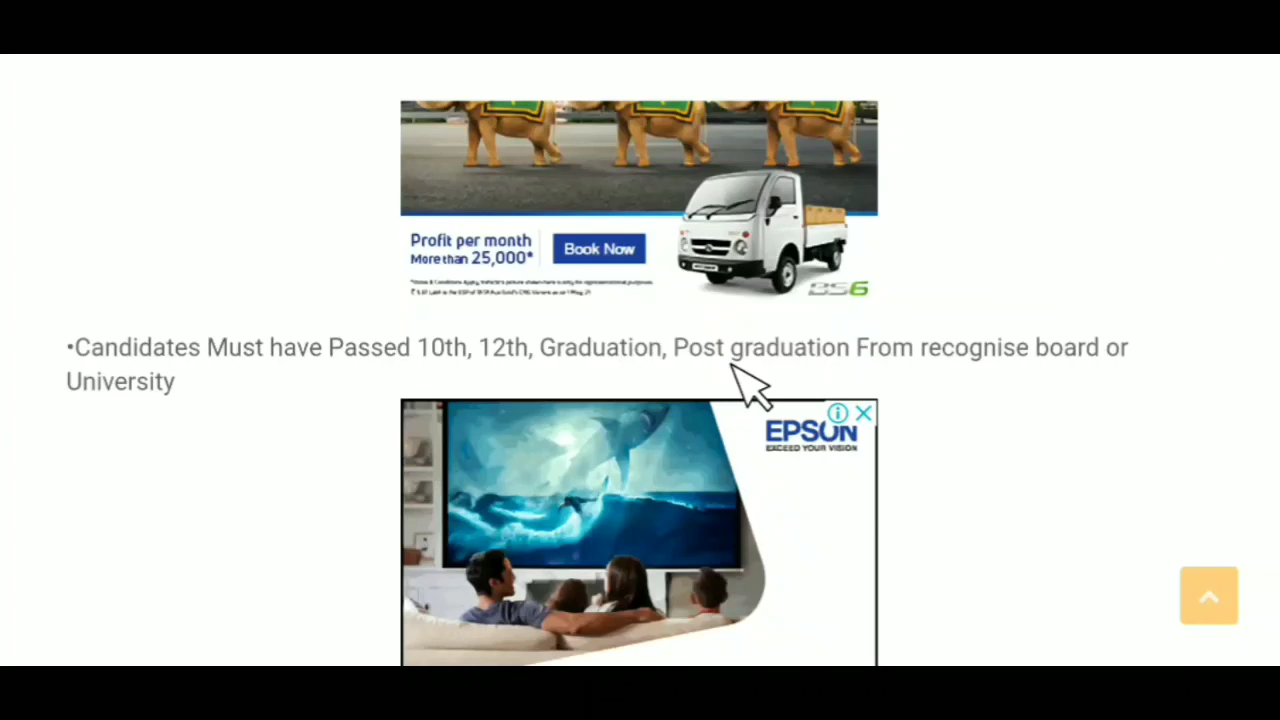 Profit per month
More than 25,000*
Book Now
BS6
•Candidates Must have Passed 10th, 12th, Graduation, Post graduation From recognise board or
University
EPSON
EXCEED YOUR VISION